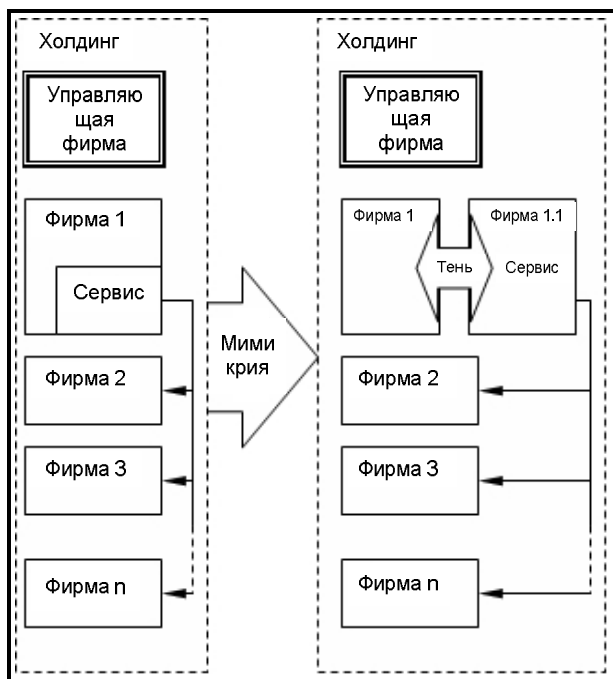 Холдинг
Управляю
щая
фирма
Фирма 1
Сервис
Фирма 2
Фирма 3
Фирма n
Мими
крия
Холдинг
Управляю
щая
фирма
Фирма 1
Тень
Фирма 1.1
Сервис
Фирма 2
Фирма 3
Фирма n